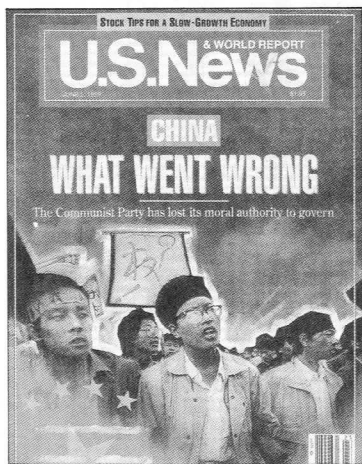 STOCK TIPS FOR A SLOW-GROWTH ECONOMY
& WORLD REPORT
U.S.News
CHINA
WHAT WENT WRONG
The Communist Party has lost its moral authority to govern